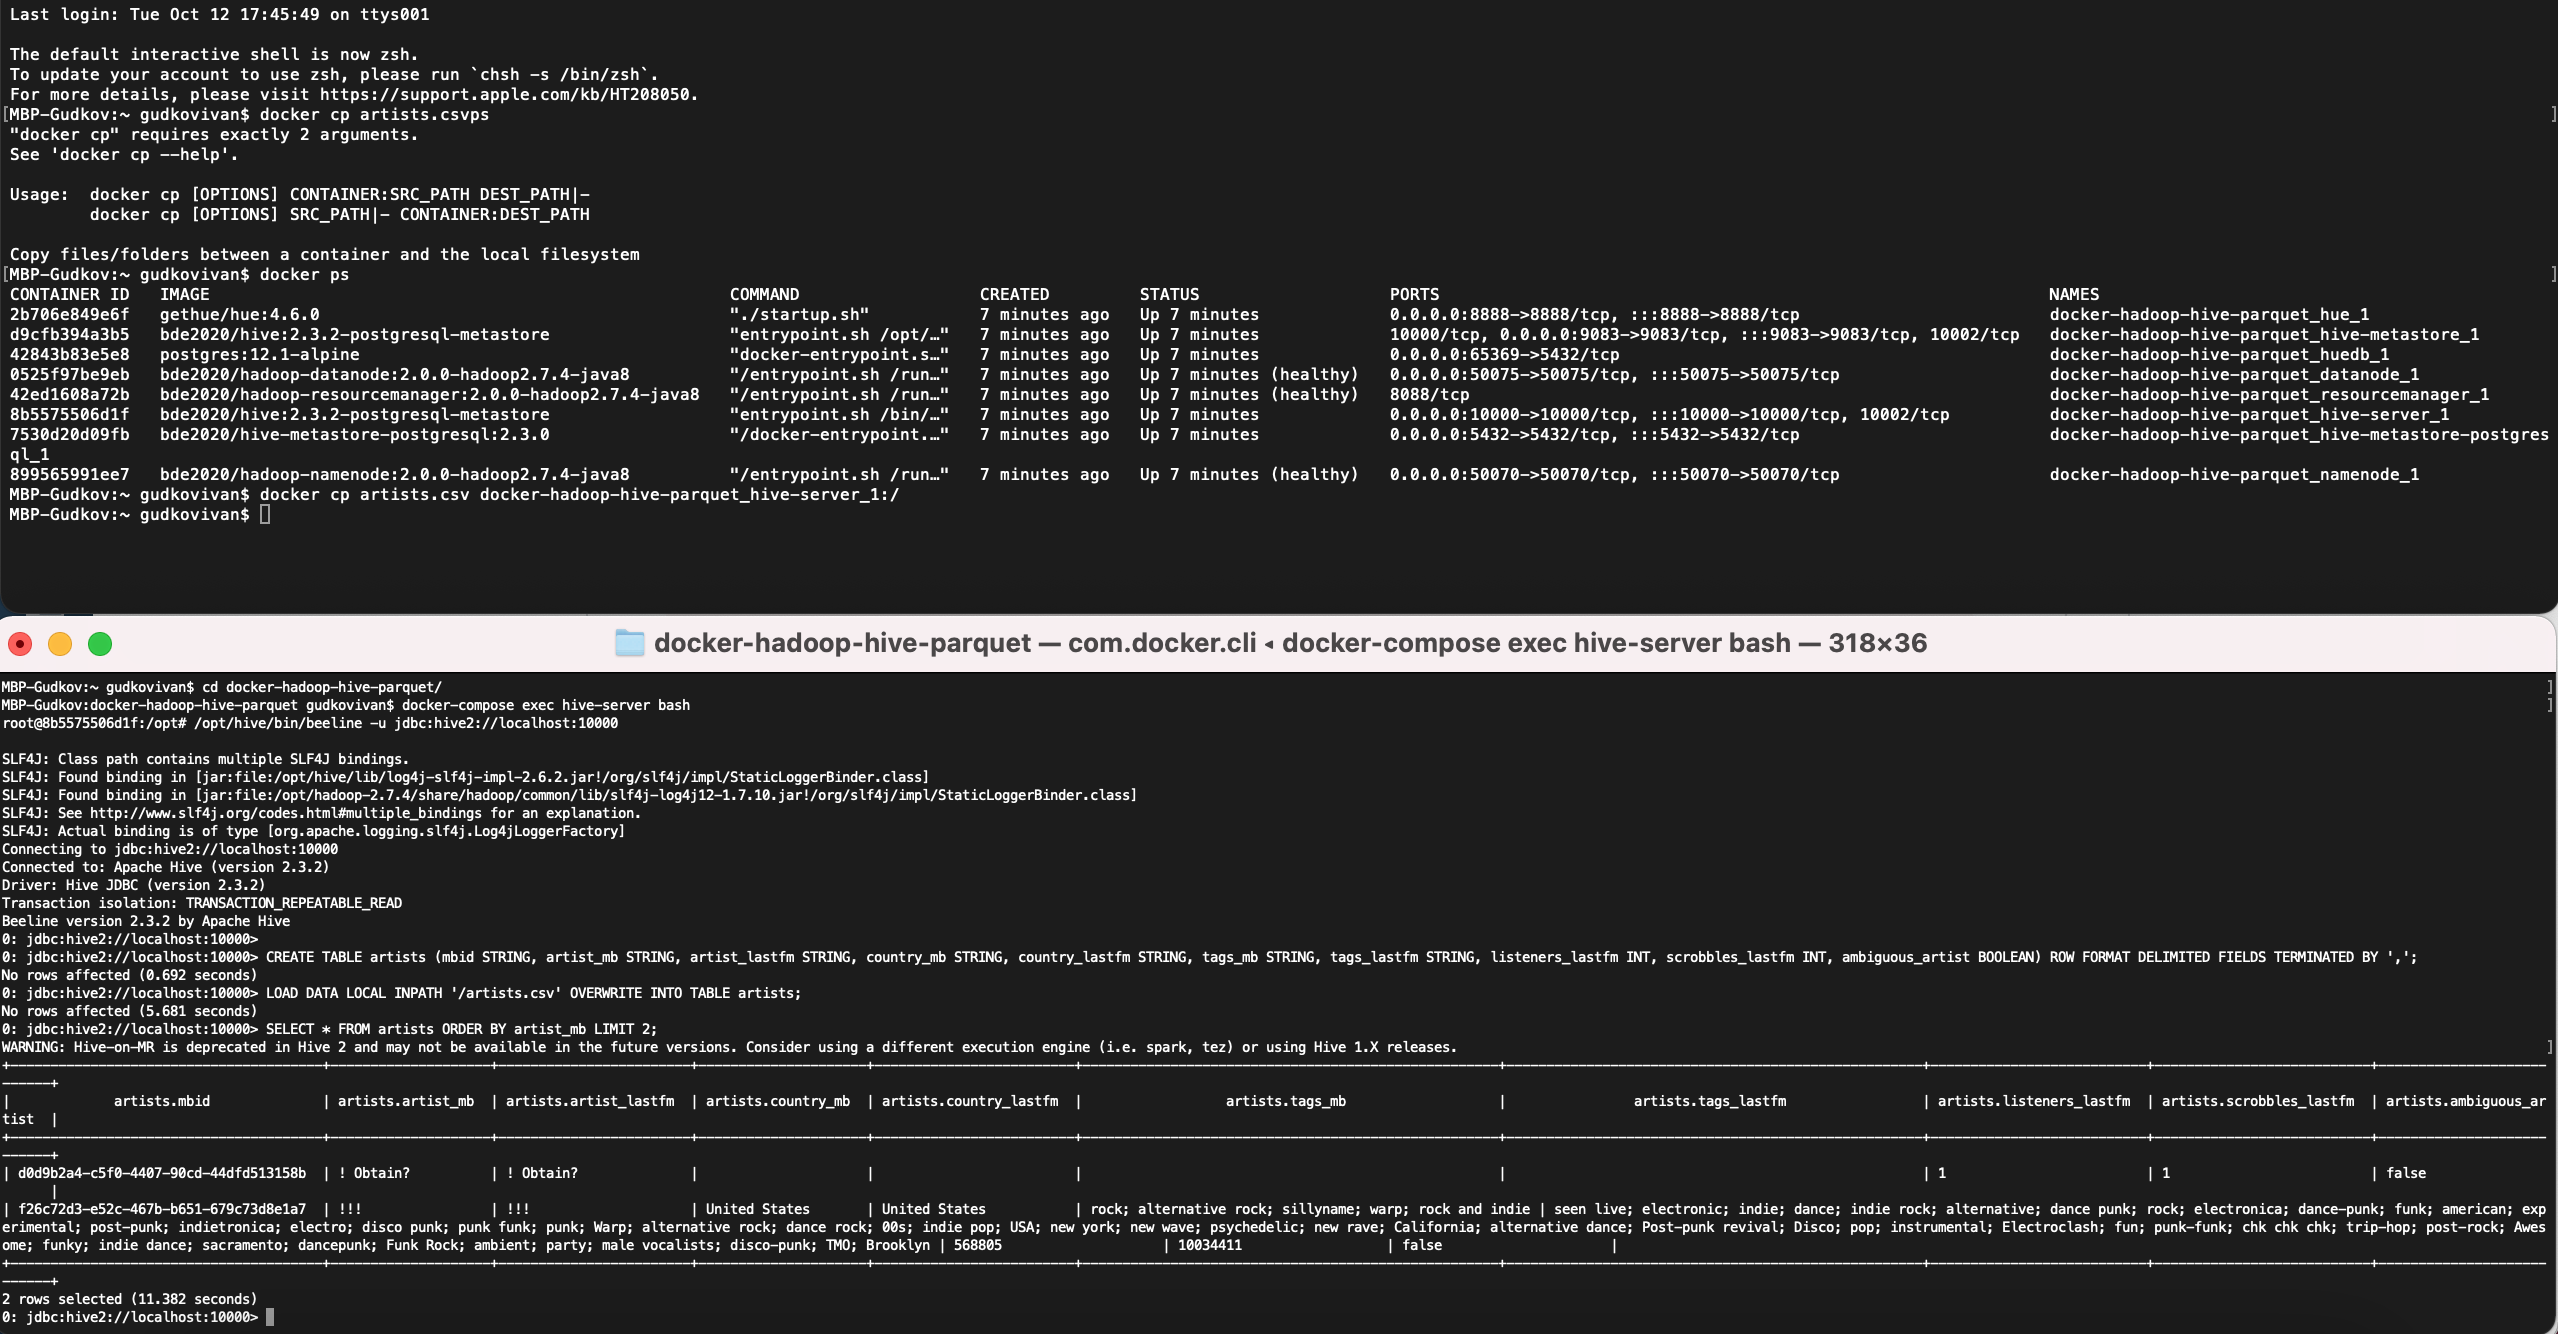 Last login: Tue Oct 12 17:45:49 on ttys001
The default interactive shell is now zsh.
To update your account to use zsh, please run `chsh -s /bin/zsh`.
For more details, please visit https://support.apple.com/kb/HT208050.
[MBP-Gudkov:~ gudkovivan$ docker cp artists.csvps ]
"docker cp" requires exactly 2 arguments.
See 'docker cp --help'.
Usage:  docker cp [OPTIONS] CONTAINER:SRC_PATH DEST_PATH|-
        docker cp [OPTIONS] SRC_PATH|- CONTAINER:DEST_PATH
Copy files/folders between a container and the local filesystem
[MBP-Gudkov:~ gudkovivan$ docker ps ]
CONTAINER ID   IMAGE   COMMAND   CREATED   STATUS   PORTS   NAMES
2b706e849e6f   gethue/hue:4.6.0   "./startup.sh"   7 minutes ago   Up 7 minutes   0.0.0.0:8888->8888/tcp, :::8888->8888/tcp   docker-hadoop-hive-parquet_hue_1
d9cfb394a3b5   bde2020/hive:2.3.2-postgresql-metastore   "entrypoint.sh /opt/…"   7 minutes ago   Up 7 minutes   10000/tcp, 0.0.0.0:9083->9083/tcp, :::9083->9083/tcp, 10002/tcp   docker-hadoop-hive-parquet_hive-metastore_1
42843b83e5e8   postgres:12.1-alpine   "docker-entrypoint.s…"   7 minutes ago   Up 7 minutes   0.0.0.0:65369->5432/tcp   docker-hadoop-hive-parquet_huedb_1
0525f97be9eb   bde2020/hadoop-datanode:2.0.0-hadoop2.7.4-java8   "/entrypoint.sh /run…"   7 minutes ago   Up 7 minutes (healthy)   0.0.0.0:50075->50075/tcp, :::50075->50075/tcp   docker-hadoop-hive-parquet_datanode_1
42ed1608a72b   bde2020/hadoop-resourcemanager:2.0.0-hadoop2.7.4-java8   "/entrypoint.sh /run…"   7 minutes ago   Up 7 minutes (healthy)   8088/tcp   docker-hadoop-hive-parquet_resourcemanager_1
8b5575506d1f   bde2020/hive:2.3.2-postgresql-metastore   "entrypoint.sh /bin/…"   7 minutes ago   Up 7 minutes   0.0.0.0:10000->10000/tcp, :::10000->10000/tcp, 10002/tcp   docker-hadoop-hive-parquet_hive-server_1
7530d20d09fb   bde2020/hive-metastore-postgresql:2.3.0   "/docker-entrypoint.…"   7 minutes ago   Up 7 minutes   0.0.0.0:5432->5432/tcp, :::5432->5432/tcp   docker-hadoop-hive-parquet_hive-metastore-postgres
ql_1
899565991ee7   bde2020/hadoop-namenode:2.0.0-hadoop2.7.4-java8   "/entrypoint.sh /run…"   7 minutes ago   Up 7 minutes (healthy)   0.0.0.0:50070->50070/tcp, :::50070->50070/tcp   docker-hadoop-hive-parquet_namenode_1
MBP-Gudkov:~ gudkovivan$ docker cp artists.csv docker-hadoop-hive-parquet_hive-server_1:/
MBP-Gudkov:~ gudkovivan$
docker-hadoop-hive-parquet — com.docker.cli ◂ docker-compose exec hive-server bash — 318×36
MBP-Gudkov:~ gudkovivan$ cd docker-hadoop-hive-parquet/ ]
MBP-Gudkov:docker-hadoop-hive-parquet gudkovivan$ docker-compose exec hive-server bash ]
root@8b5575506d1f:/opt# /opt/hive/bin/beeline -u jdbc:hive2://localhost:10000
SLF4J: Class path contains multiple SLF4J bindings.
SLF4J: Found binding in [jar:file:/opt/hive/lib/log4j-slf4j-impl-2.6.2.jar!/org/slf4j/impl/StaticLoggerBinder.class]
SLF4J: Found binding in [jar:file:/opt/hadoop-2.7.4/share/hadoop/common/lib/slf4j-log4j12-1.7.10.jar!/org/slf4j/impl/StaticLoggerBinder.class]
SLF4J: See http://www.slf4j.org/codes.html#multiple_bindings for an explanation.
SLF4J: Actual binding is of type [org.apache.logging.slf4j.Log4jLoggerFactory]
Connecting to jdbc:hive2://localhost:10000
Connected to: Apache Hive (version 2.3.2)
Driver: Hive JDBC (version 2.3.2)
Transaction isolation: TRANSACTION_REPEATABLE_READ
Beeline version 2.3.2 by Apache Hive
0: jdbc:hive2://localhost:10000>
0: jdbc:hive2://localhost:10000> CREATE TABLE artists (mbid STRING, artist_mb STRING, artist_lastfm STRING, country_mb STRING, country_lastfm STRING, tags_mb STRING, tags_lastfm STRING, listeners_lastfm INT, scrobbles_lastfm INT, ambiguous_artist BOOLEAN) ROW FORMAT DELIMITED FIELDS TERMINATED BY ',';
No rows affected (0.692 seconds)
0: jdbc:hive2://localhost:10000> LOAD DATA LOCAL INPATH '/artists.csv' OVERWRITE INTO TABLE artists;
No rows affected (5.681 seconds)
0: jdbc:hive2://localhost:10000> SELECT * FROM artists ORDER BY artist_mb LIMIT 2;
WARNING: Hive-on-MR is deprecated in Hive 2 and may not be available in the future versions. Consider using a different execution engine (i.e. spark, tez) or using Hive 1.X releases. ]
| artists.mbid | artists.artist_mb | artists.artist_lastfm | artists.country_mb | artists.country_lastfm | artists.tags_mb | artists.tags_lastfm | artists.listeners_lastfm | artists.scrobbles_lastfm | artists.ambiguous_ar
tist |
| d0d9b2a4-c5f0-4407-90cd-44dfd513158b | ! Obtain? | ! Obtain? | | | | | 1 | 1 | false
|
| f26c72d3-e52c-467b-b651-679c73d8e1a7 | !!! | !!! | United States | United States | rock; alternative rock; sillyname; warp; rock and indie | seen live; electronic; indie; dance; indie rock; alternative; dance punk; rock; electronica; dance-punk; funk; american; exp
erimental; post-punk; indietronica; electro; disco punk; punk funk; punk; Warp; alternative rock; dance rock; 00s; indie pop; USA; new york; new wave; psychedelic; new rave; California; alternative dance; Post-punk revival; Disco; pop; instrumental; Electroclash; fun; punk-funk; chk chk chk; trip-hop; post-rock; Awes
ome; funky; indie dance; sacramento; dancepunk; Funk Rock; ambient; party; male vocalists; disco-punk; TMO; Brooklyn | 568805 | 10034411 | false |
2 rows selected (11.382 seconds)
0: jdbc:hive2://localhost:10000>